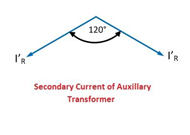 120°
I'R
I'R
Secondary Current of Auxillary
Transformer